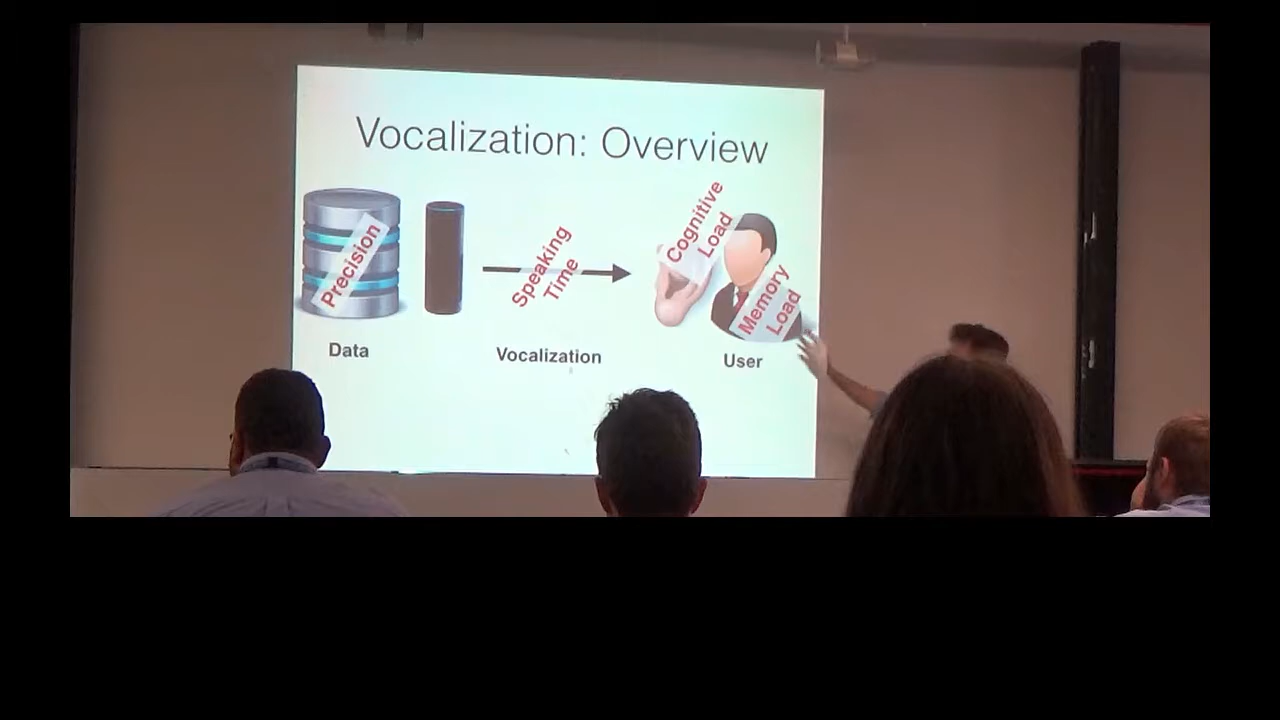 Vocalization: Overview
Precision
Speaking
Time
Cognitive
Load
Memory
Load
Data
Vocalization
User